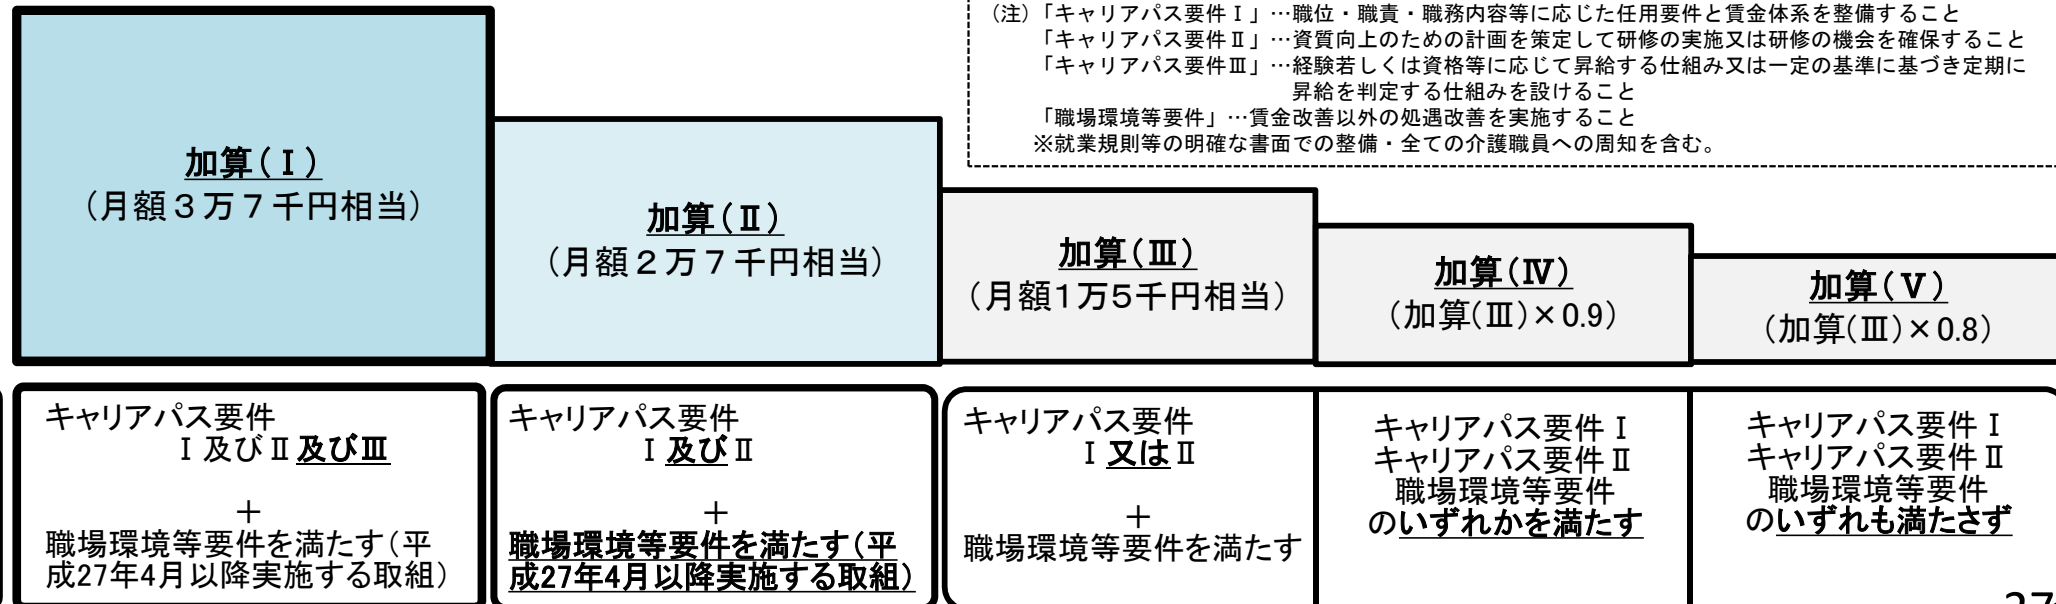 (注)「キャリアパス要件Ⅰ」…職位・職責・職務内容等に応じた任用要件と賃金体系を整備すること
「キャリアパス要件Ⅱ」…資質向上のための計画を策定して研修の実施又は研修の機会を確保すること
「キャリアパス要件Ⅲ」…経験若しくは資格等に応じて昇給する仕組み又は一定の基準に基づき定期に
昇給を判定する仕組みを設けること
「職場環境等要件」…賃金改善以外の処遇改善を実施すること
※就業規則等の明確な書面での整備・全ての介護職員への周知を含む。
加算(Ⅰ)
(月額3万7千円相当)
加算(Ⅱ)
(月額2万7千円相当)
加算(Ⅲ)
(月額1万5千円相当)
加算(Ⅳ)
(加算(Ⅲ)×0.9)
加算(Ⅴ)
(加算(Ⅲ)×0.8)
キャリアパス要件
Ⅰ及びⅡ及びⅢ
+
職場環境等要件を満たす(平
成27年4月以降実施する取組)
キャリアパス要件
Ⅰ及びⅡ
+
職場環境等要件を満たす(平
成27年4月以降実施する取組)
キャリアパス要件
Ⅰ又はⅡ
+
職場環境等要件を満たす
キャリアパス要件Ⅰ
キャリアパス要件Ⅱ
職場環境等要件
のいずれかを満たす
キャリアパス要件Ⅰ
キャリアパス要件Ⅱ
職場環境等要件
のいずれも満たさず